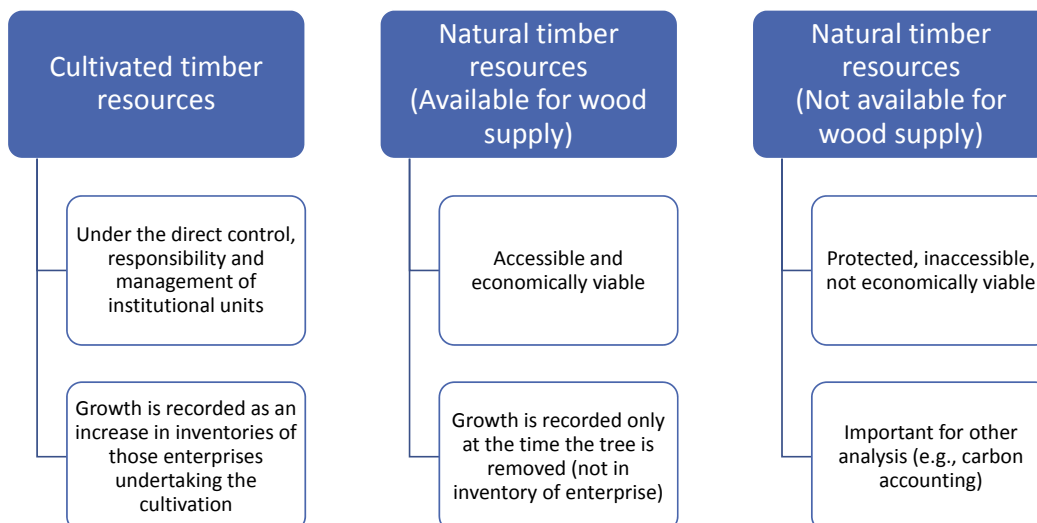 Cultivated timber
resources
Under the direct control,
responsibility and
management of
institutional units
Growth is recorded as an
increase in inventories of
those enterprises
undertaking the
cultivation
Natural timber
resources
(Available for wood
supply)
Accessible and
economically viable
Growth is recorded only
at the time the tree is
removed (not in
inventory of enterprise)
Natural timber
resources
(Not available for
wood supply)
Protected, inaccessible,
not economically viable
Important for other
analysis (e.g., carbon
accounting)